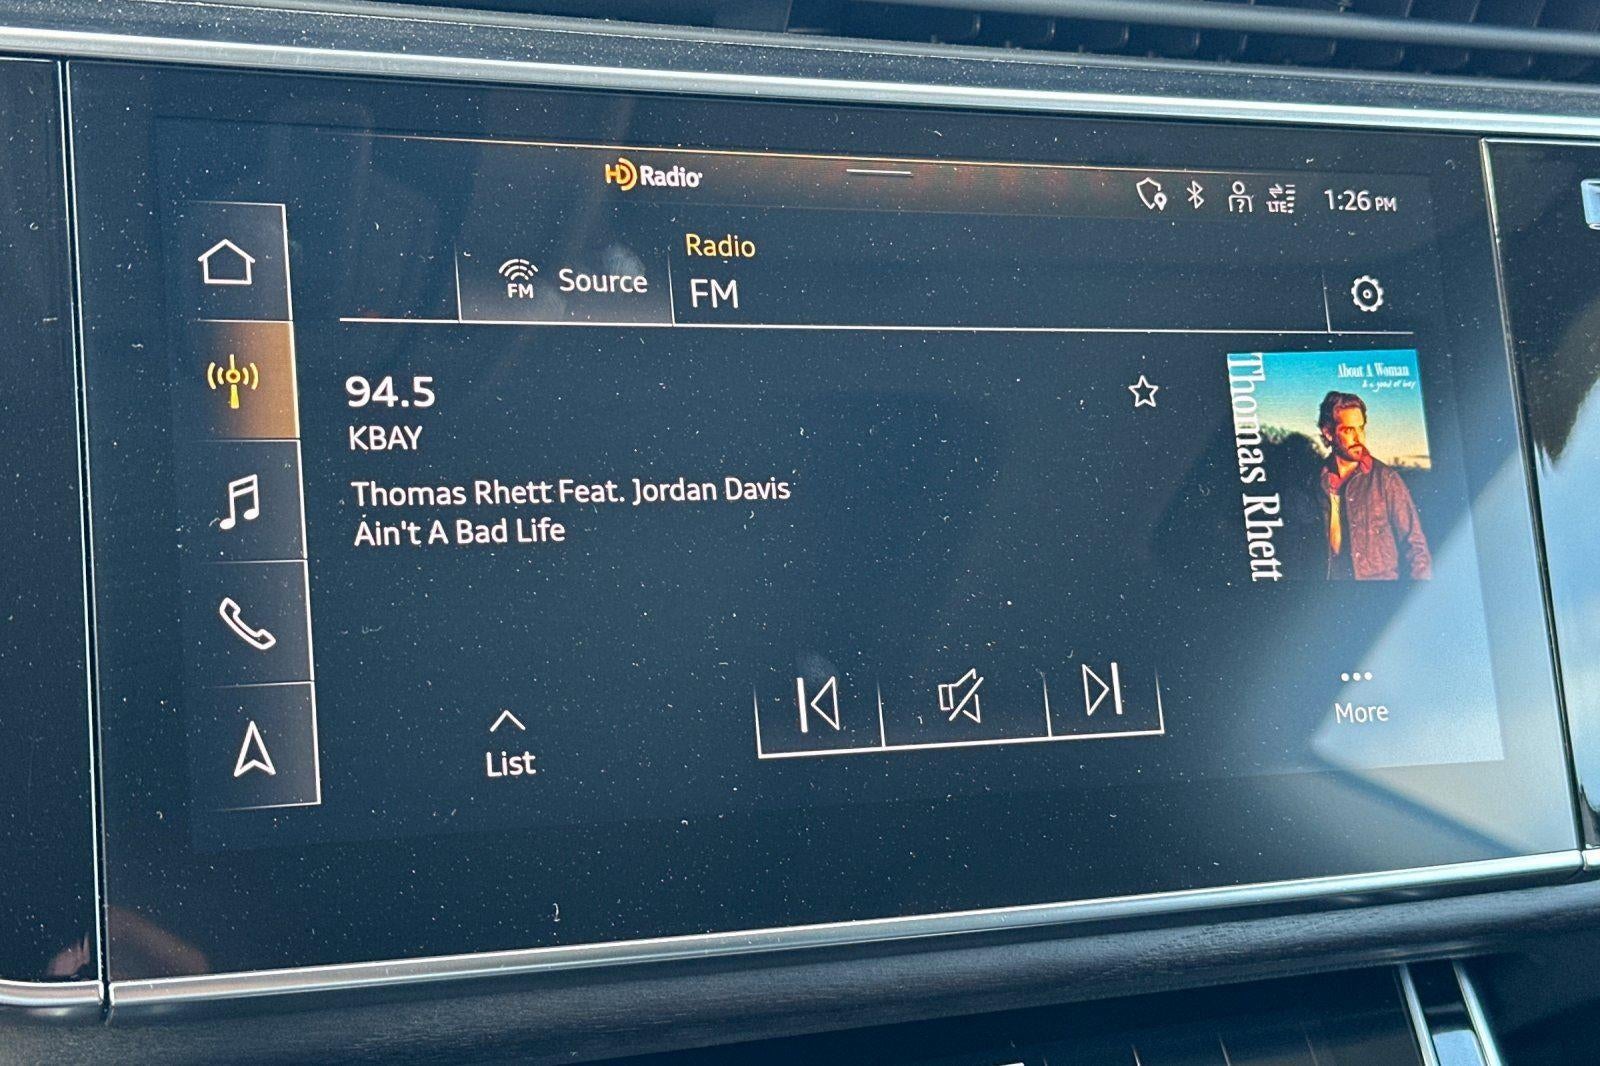 HD Radio
LTE
1:26 PM
FM
Source
Radio
FM
94.5
KBAY
Thomas Rhett Feat. Jordan Davis
Ain't A Bad Life
About A Woman
Thomas Rhett
List
More